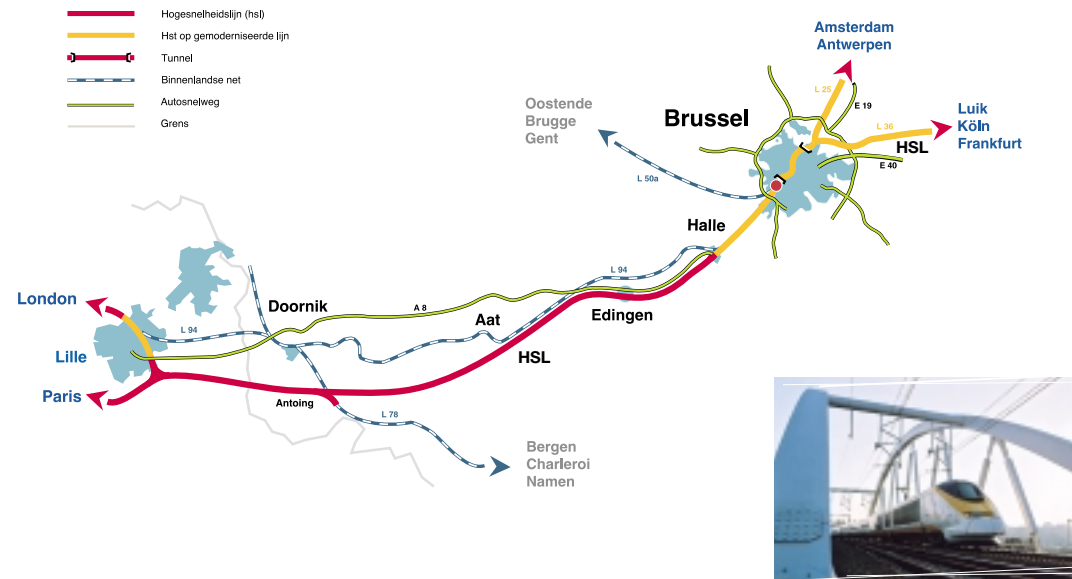 Hogesnelheidslijn (hsl)
Hst op gemoderniseerde lijn
Tunnel
Binnenlandse net
Autosnelweg
Grens
Amsterdam
Antwerpen
L 25
E 19
Oostende
Brugge
Gent
Brussel
L 36
HSL
Luik
Köln
Frankfurt
E 40
L 50a
Halle
L 94
London
Doornik
A 8
Edingen
L 94
Aat
Lille
HSL
Paris
Antoing
L 78
Bergen
Charleroi
Namen